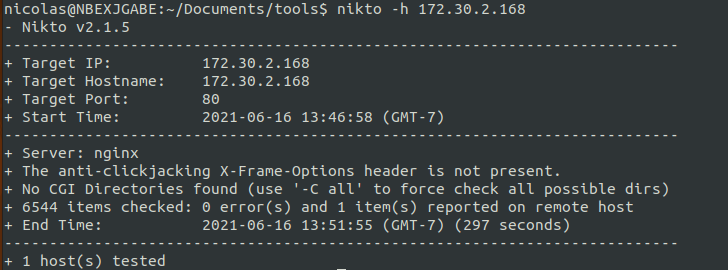 nicolas@NBEXJGABE:~/Documents/tools$ nikto -h 172.30.2.168
- Nikto v2.1.5
---------------------------------------------------------------------------
+ Target IP:          172.30.2.168
+ Target Hostname:    172.30.2.168
+ Target Port:        80
+ Start Time:         2021-06-16 13:46:58 (GMT-7)
---------------------------------------------------------------------------
+ Server: nginx
+ The anti-clickjacking X-Frame-Options header is not present.
+ No CGI Directories found (use '-C all' to force check all possible dirs)
+ 6544 items checked: 0 error(s) and 1 item(s) reported on remote host
+ End Time:           2021-06-16 13:51:55 (GMT-7) (297 seconds)
---------------------------------------------------------------------------
+ 1 host(s) tested